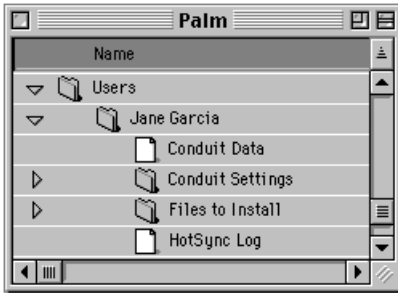 Palm
Name
Users
Jane Garcia
Conduit Data
Conduit Settings
Files to Install
HotSync Log